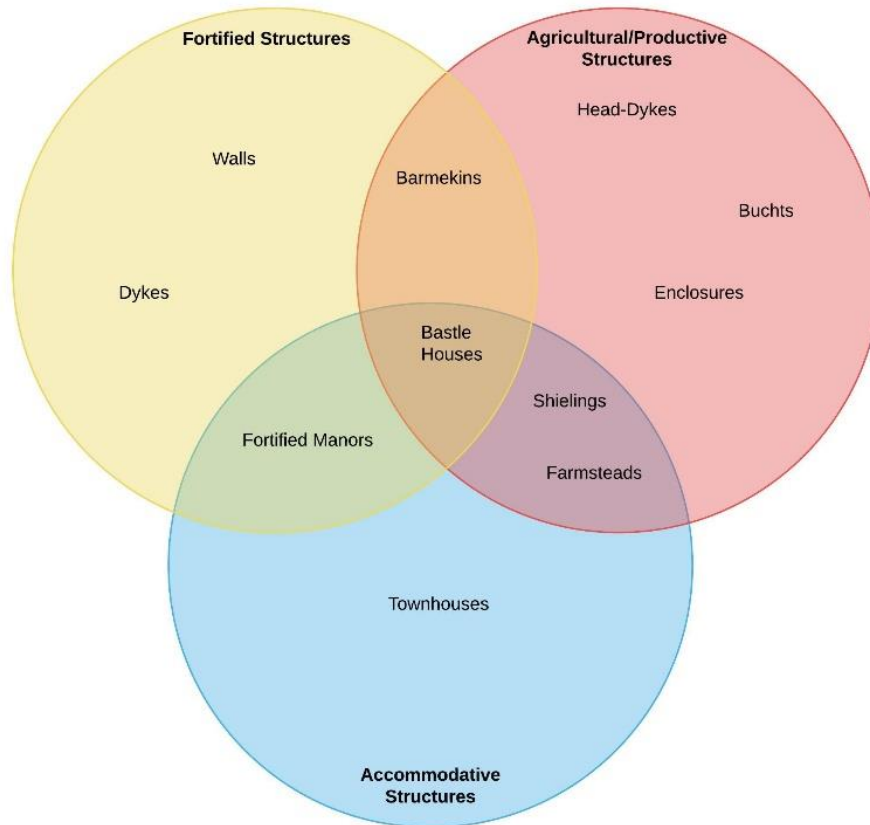 Fortified Structures
Agricultural/Productive
Structures
Head-Dykes
Walls
Barmekins
Buchts
Dykes
Enclosures
Bastle
Houses
Shielings
Fortified Manors
Farmsteads
Townhouses
Accommodative
Structures